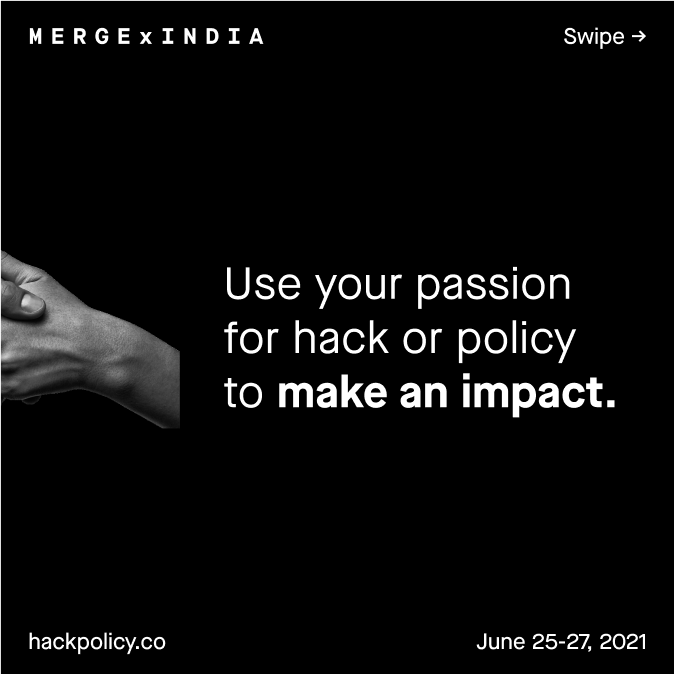 MERGExINDIA
Swipe →
Use your passion
for hack or policy
to make an impact.
hackpolicy.co
June 25-27, 2021